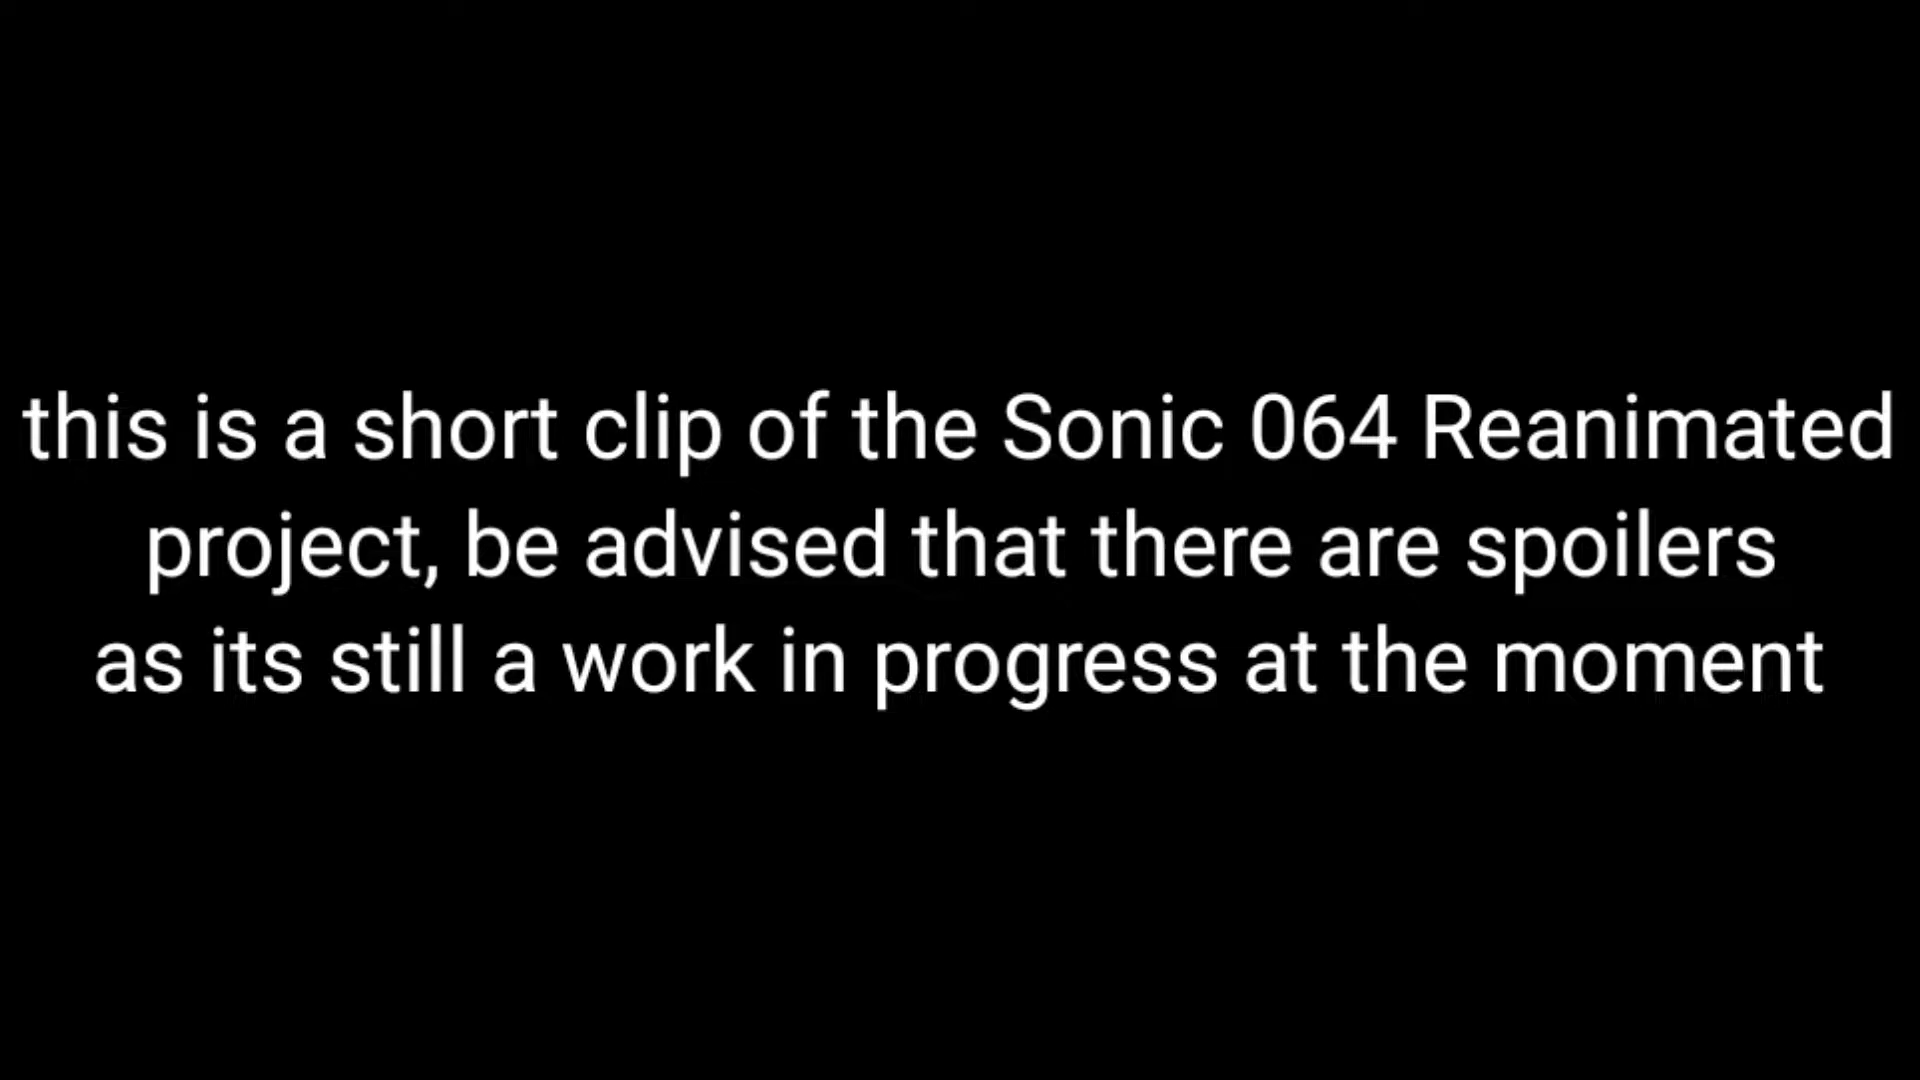 this is a short clip of the Sonic 064 Reanimated
project, be advised that there are spoilers
as its still a work in progress at the moment